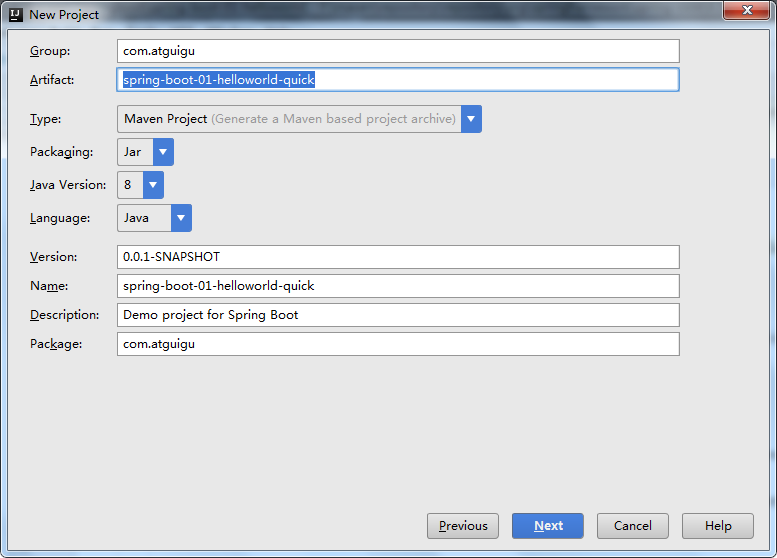 New Project
Group: com.atguigu
Artifact: spring-boot-01-helloworld-quick
Type: Maven Project (Generate a Maven based project archive)
Packaging: Jar
Java Version: 8
Language: Java
Version: 0.0.1-SNAPSHOT
Name: spring-boot-01-helloworld-quick
Description: Demo project for Spring Boot
Package: com.atguigu
Previous Next Cancel Help